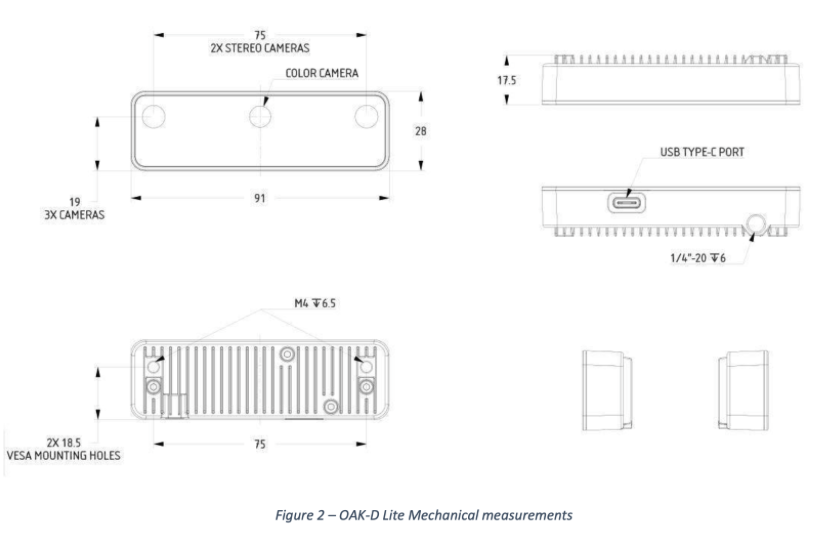 75
2X STEREO CAMERAS
COLOR CAMERA
28
19
3X CAMERAS
91
17.5
USB TYPE-C PORT
1/4"-20 ↧6
M4 ↧6.5
2X 18.5
VESA MOUNTING HOLES
75
Figure 2 – OAK-D Lite Mechanical measurements